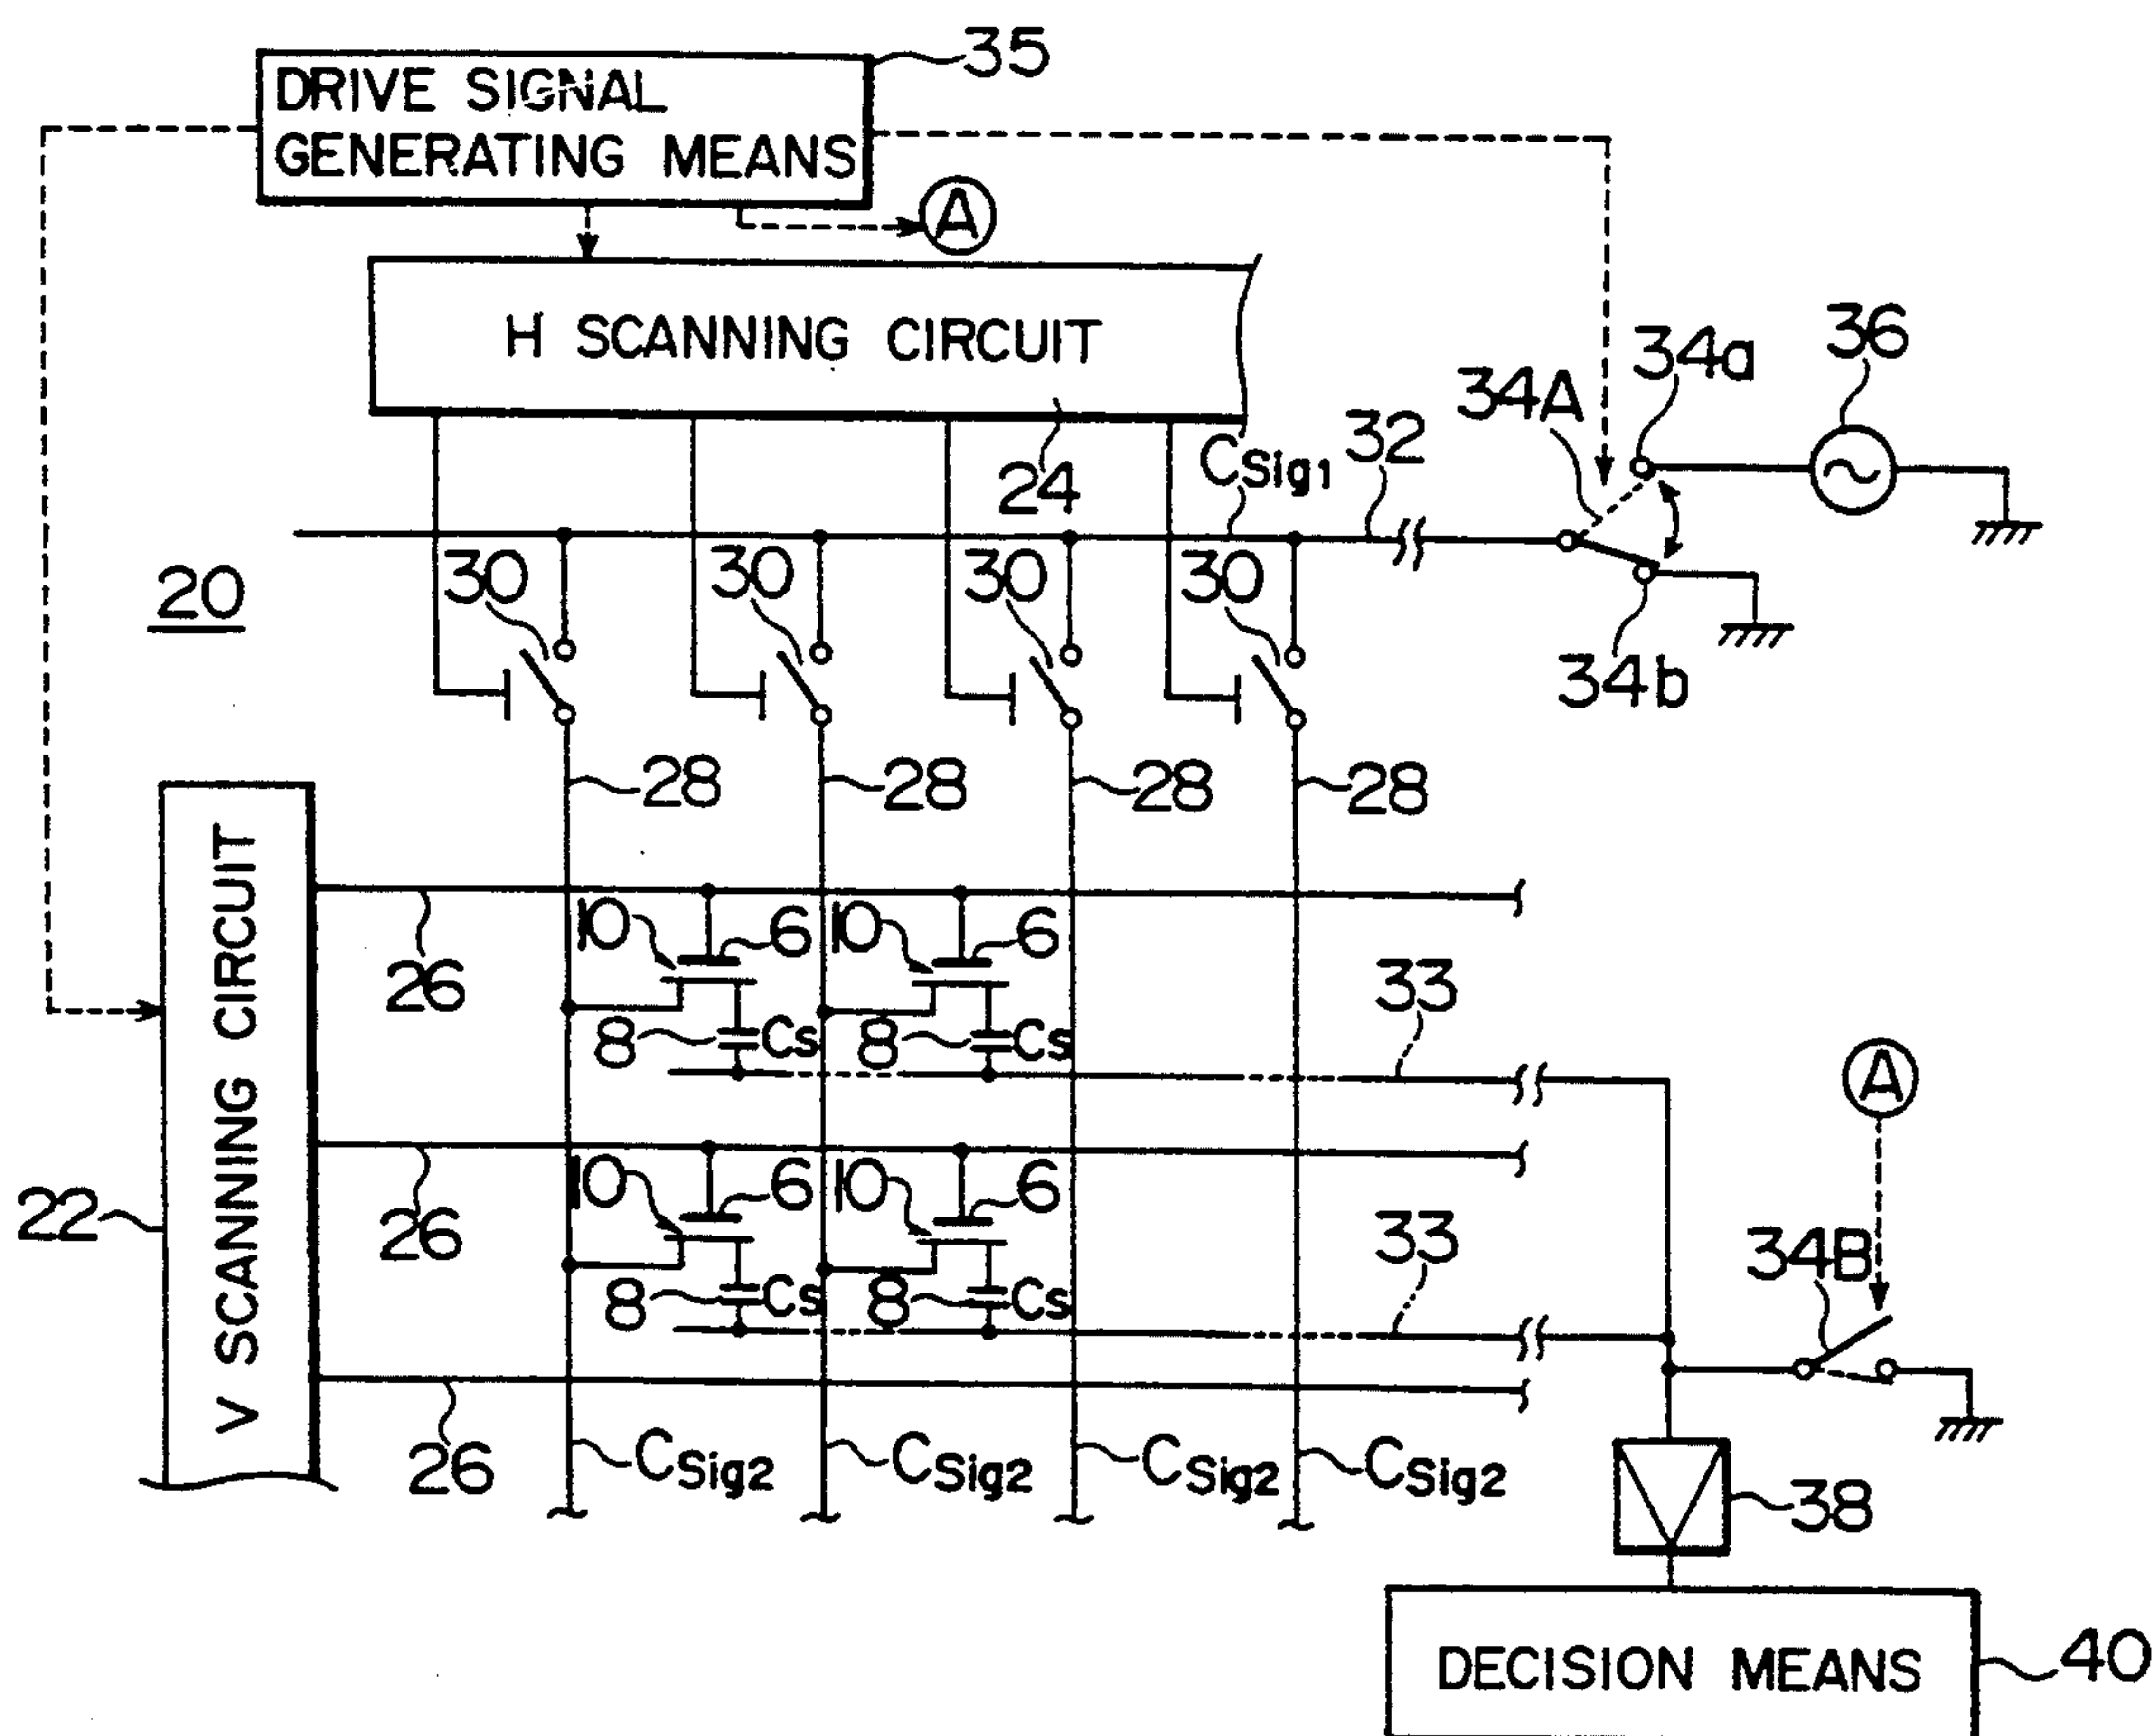 35
DRIVE SIGNAL
GENERATING MEANS
A
H SCANNING CIRCUIT
36
34a
34A
32
CSig1
24
30 30 30 30
20
34b
28 28 28 28
V SCANNING CIRCUIT
10 6 10 6
26
33
8 Cs 8 Cs
A
10 6 10 6
22
26
33
34B
8 Cs 8 Cs
26
CSig2 CSig2 CSig2 CSig2
38
DECISION MEANS
40